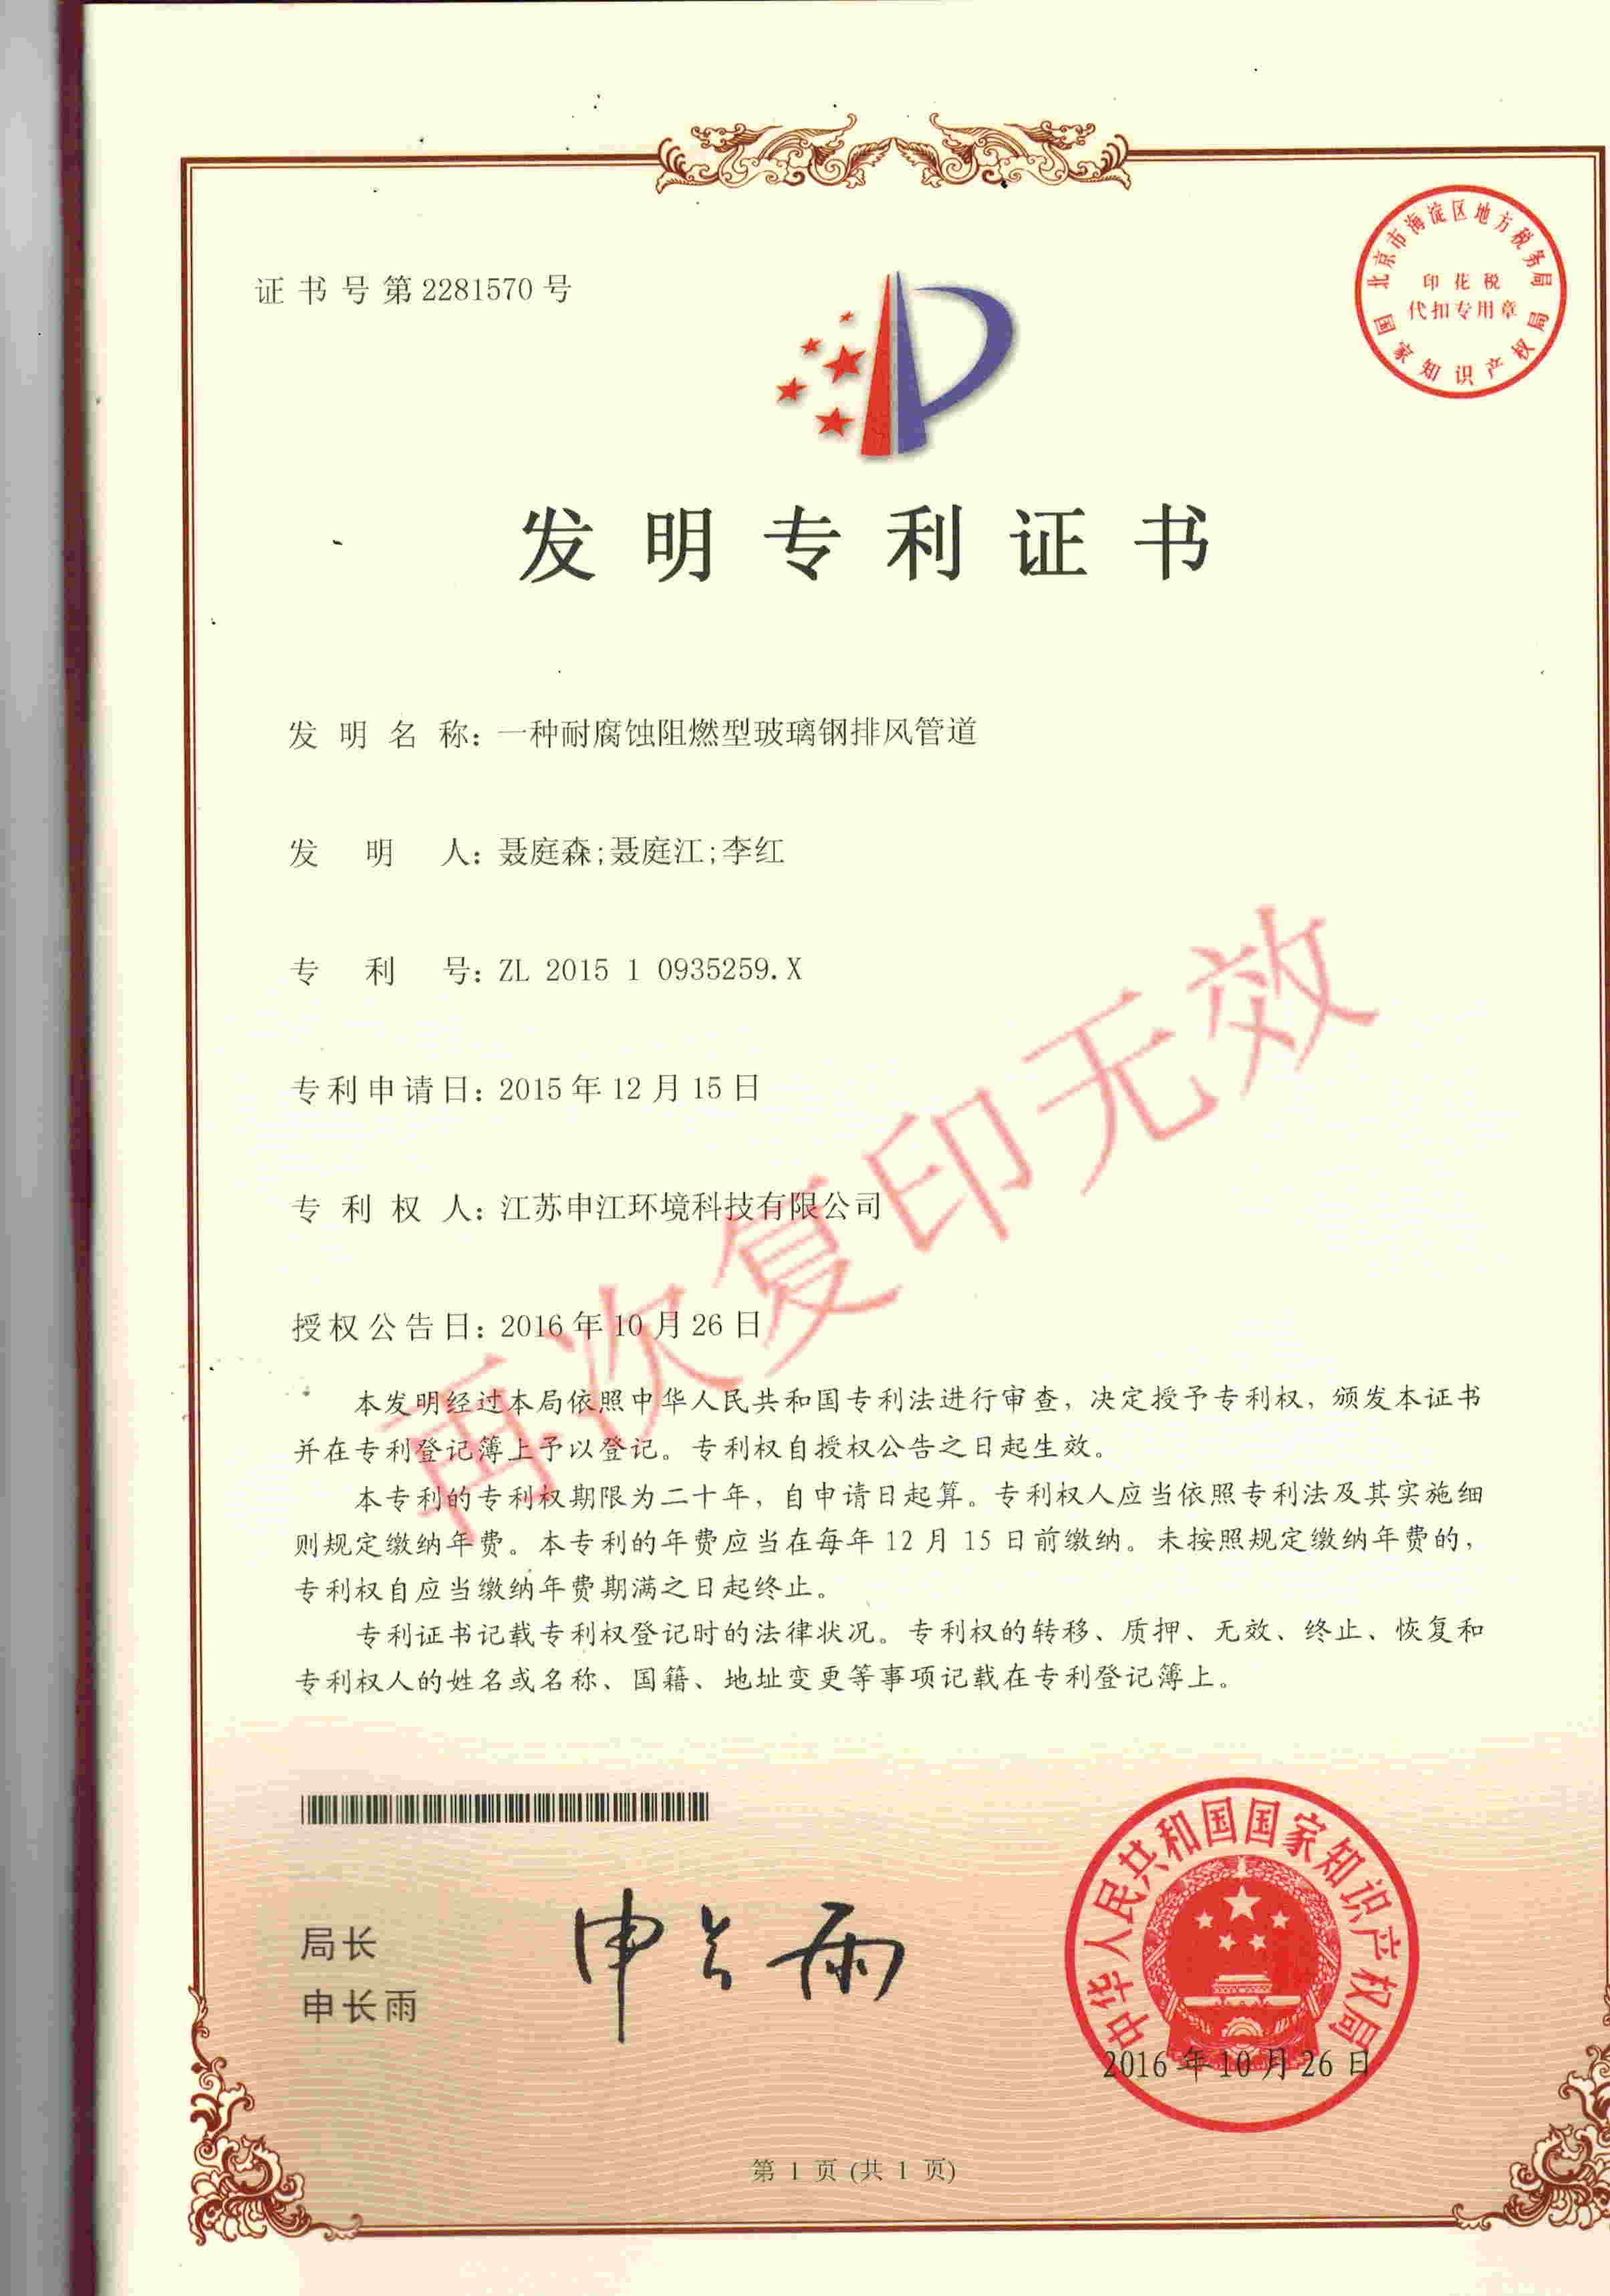 证书号第2281570号
北京市海淀区地方税务局
印花税
代扣专用章
国家知识产权局
发明专利证书
发明名称：一种耐腐蚀阻燃型玻璃钢排风管道
发明人：聂庭森;聂庭江;李红
专利号：ZL 2015 1 0935259.X
专利申请日：2015年12月15日
专利权人：江苏申江环境科技有限公司
授权公告日：2016年10月26日
本发明经过本局依照中华人民共和国专利法进行审查，决定授予专利权，颁发本证书
并在专利登记簿上予以登记。专利权自授权公告之日起生效。
本专利的专利权期限为二十年，自申请日起算。专利权人应当依照专利法及其实施细
则规定缴纳年费。本专利的年费应当在每年12月15日前缴纳。未按照规定缴纳年费的，
专利权自应当缴纳年费期满之日起终止。
专利证书记载专利权登记时的法律状况。专利权的转移、质押、无效、终止、恢复和
专利权人的姓名或名称、国籍、地址变更等事项记载在专利登记簿上。
再次复印无效
局长
申长雨
申长雨
中华人民共和国国家知识产权局
2016年10月26日
第 1 页 (共 1 页)